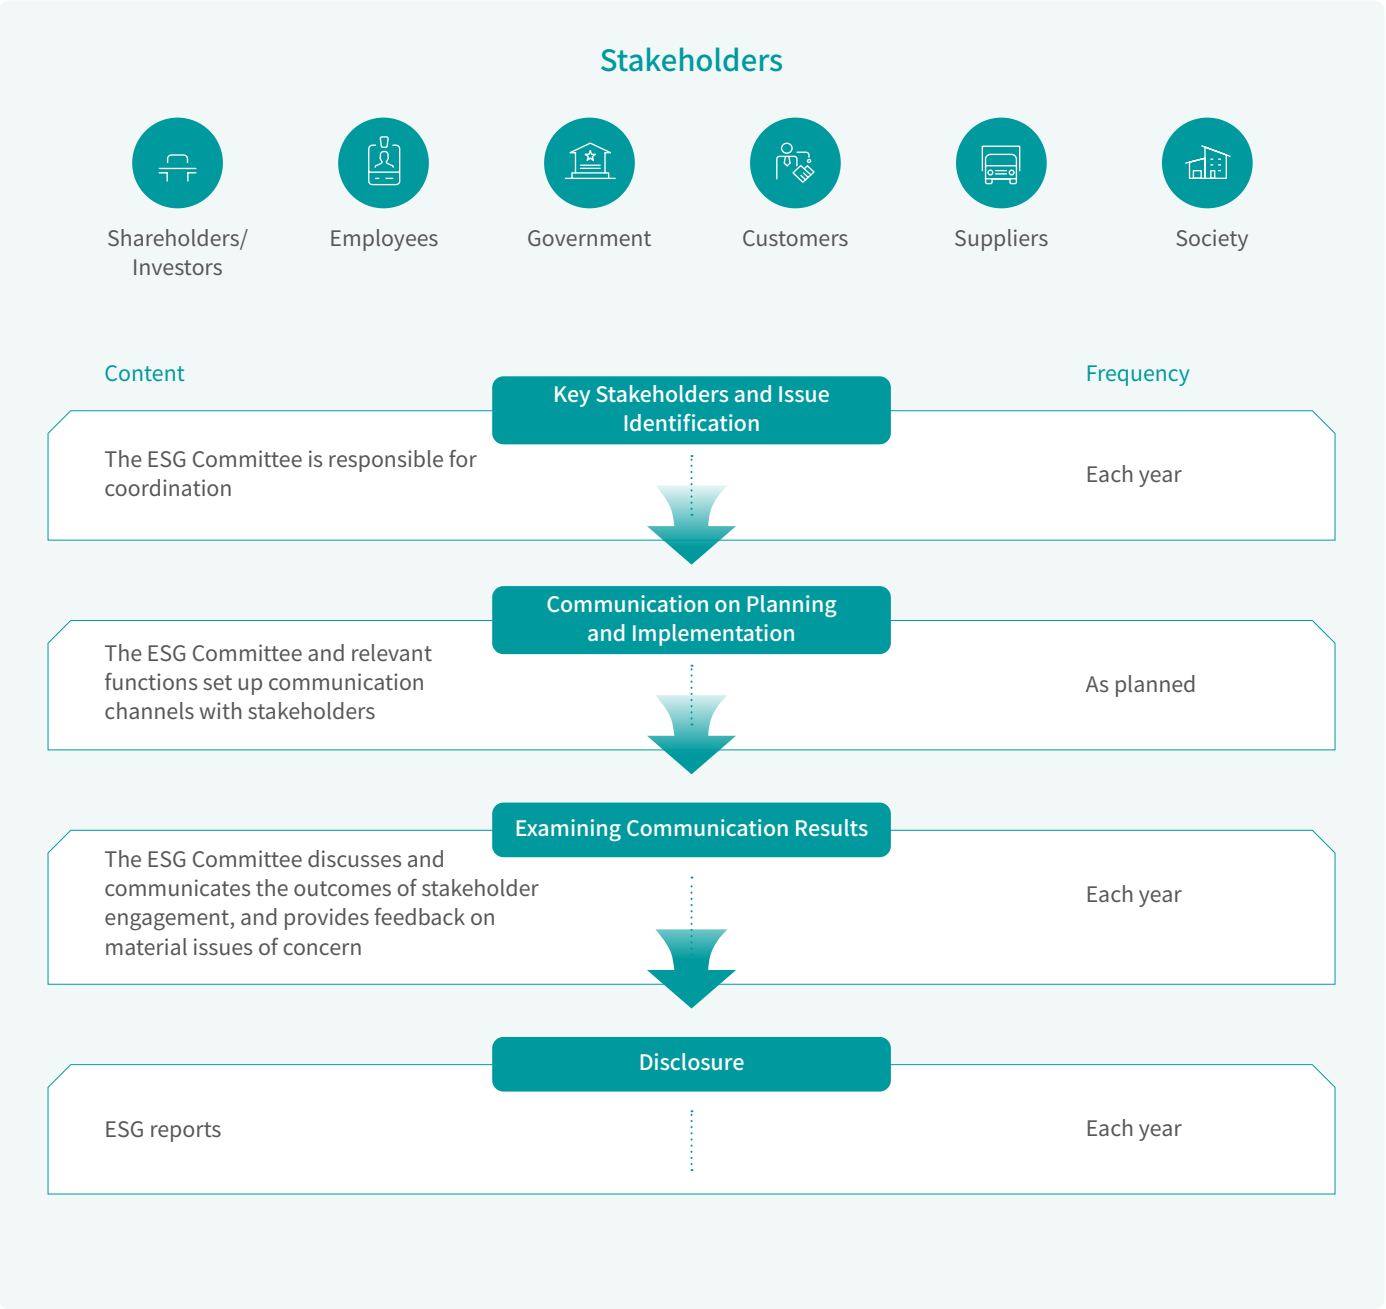 Stakeholders
Shareholders/
Investors
Employees
Government
Customers
Suppliers
Society
Content
Frequency
Key Stakeholders and Issue
Identification
The ESG Committee is responsible for
coordination
Each year
Communication on Planning
and Implementation
The ESG Committee and relevant
functions set up communication
channels with stakeholders
As planned
Examining Communication Results
The ESG Committee discusses and
communicates the outcomes of stakeholder
engagement, and provides feedback on
material issues of concern
Each year
Disclosure
ESG reports
Each year